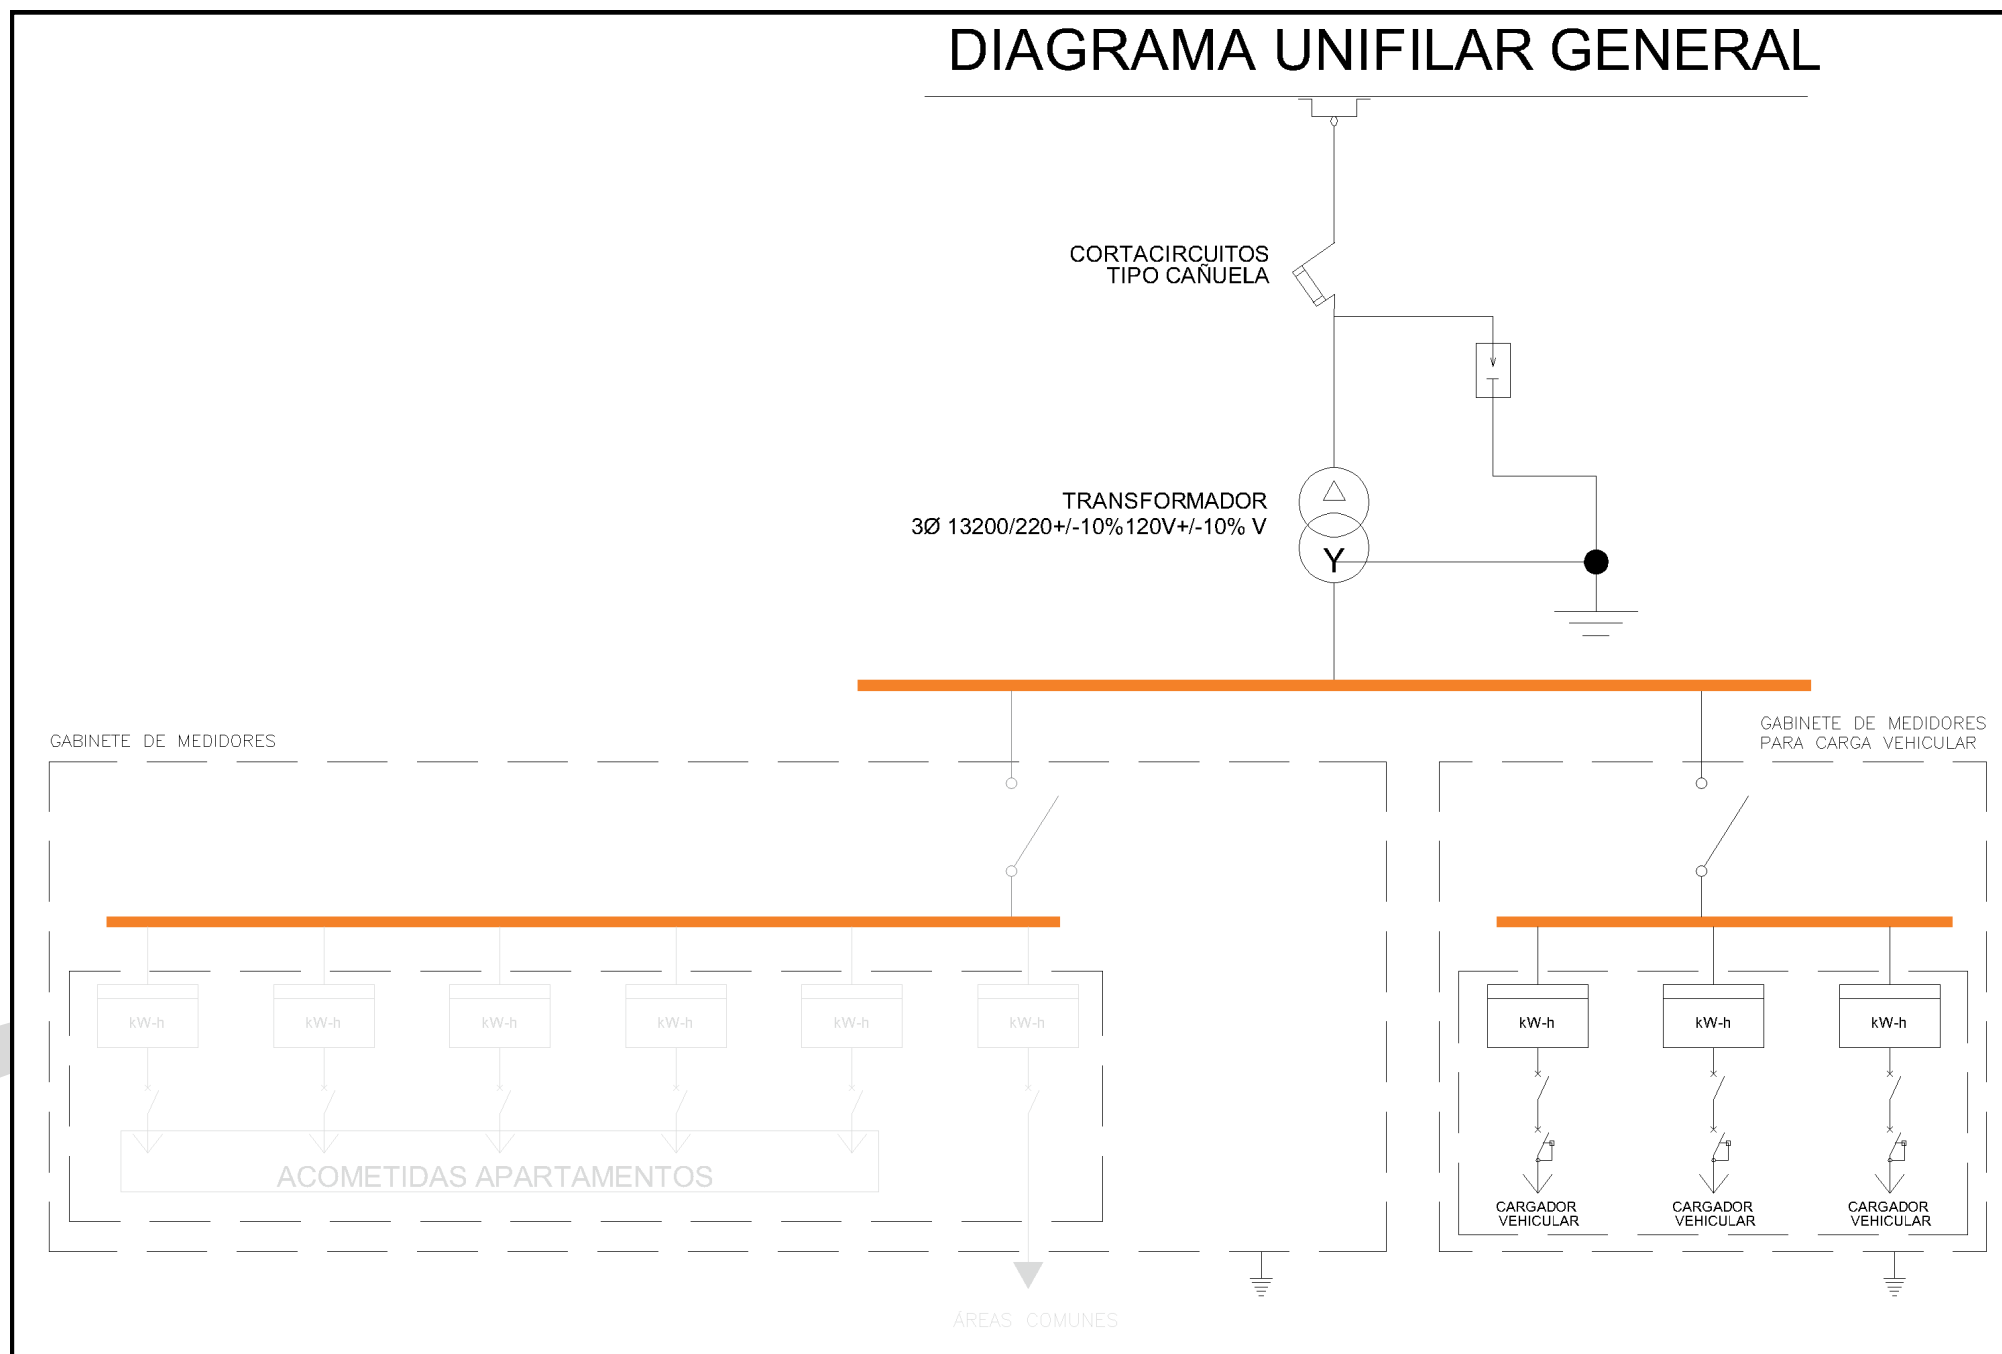 DIAGRAMA UNIFILAR GENERAL
CORTACIRCUITOS
TIPO CAÑUELA
TRANSFORMADOR
3Ø 13200/220+/-10%120V+/-10% V
Y
GABINETE DE MEDIDORES
GABINETE DE MEDIDORES
PARA CARGA VEHICULAR
kW-h
kW-h
kW-h
kW-h
kW-h
kW-h
kW-h
kW-h
kW-h
ACOMETIDAS APARTAMENTOS
CARGADOR
VEHICULAR
CARGADOR
VEHICULAR
CARGADOR
VEHICULAR
ÁREAS COMUNES